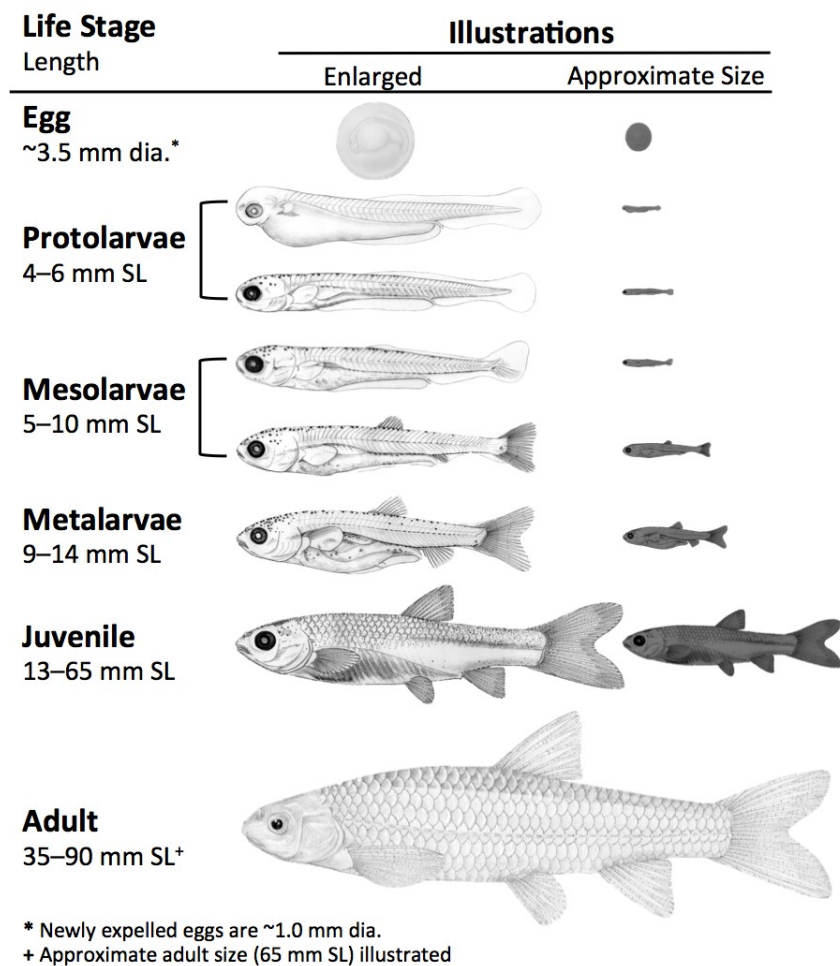 Life Stage
Illustrations
Length
Enlarged
Approximate Size
Egg
~3.5 mm dia.*
Protolarvae
4–6 mm SL
Mesolarvae
5–10 mm SL
Metalarvae
9–14 mm SL
Juvenile
13–65 mm SL
Adult
35–90 mm SL+
* Newly expelled eggs are ~1.0 mm dia.
+ Approximate adult size (65 mm SL) illustrated